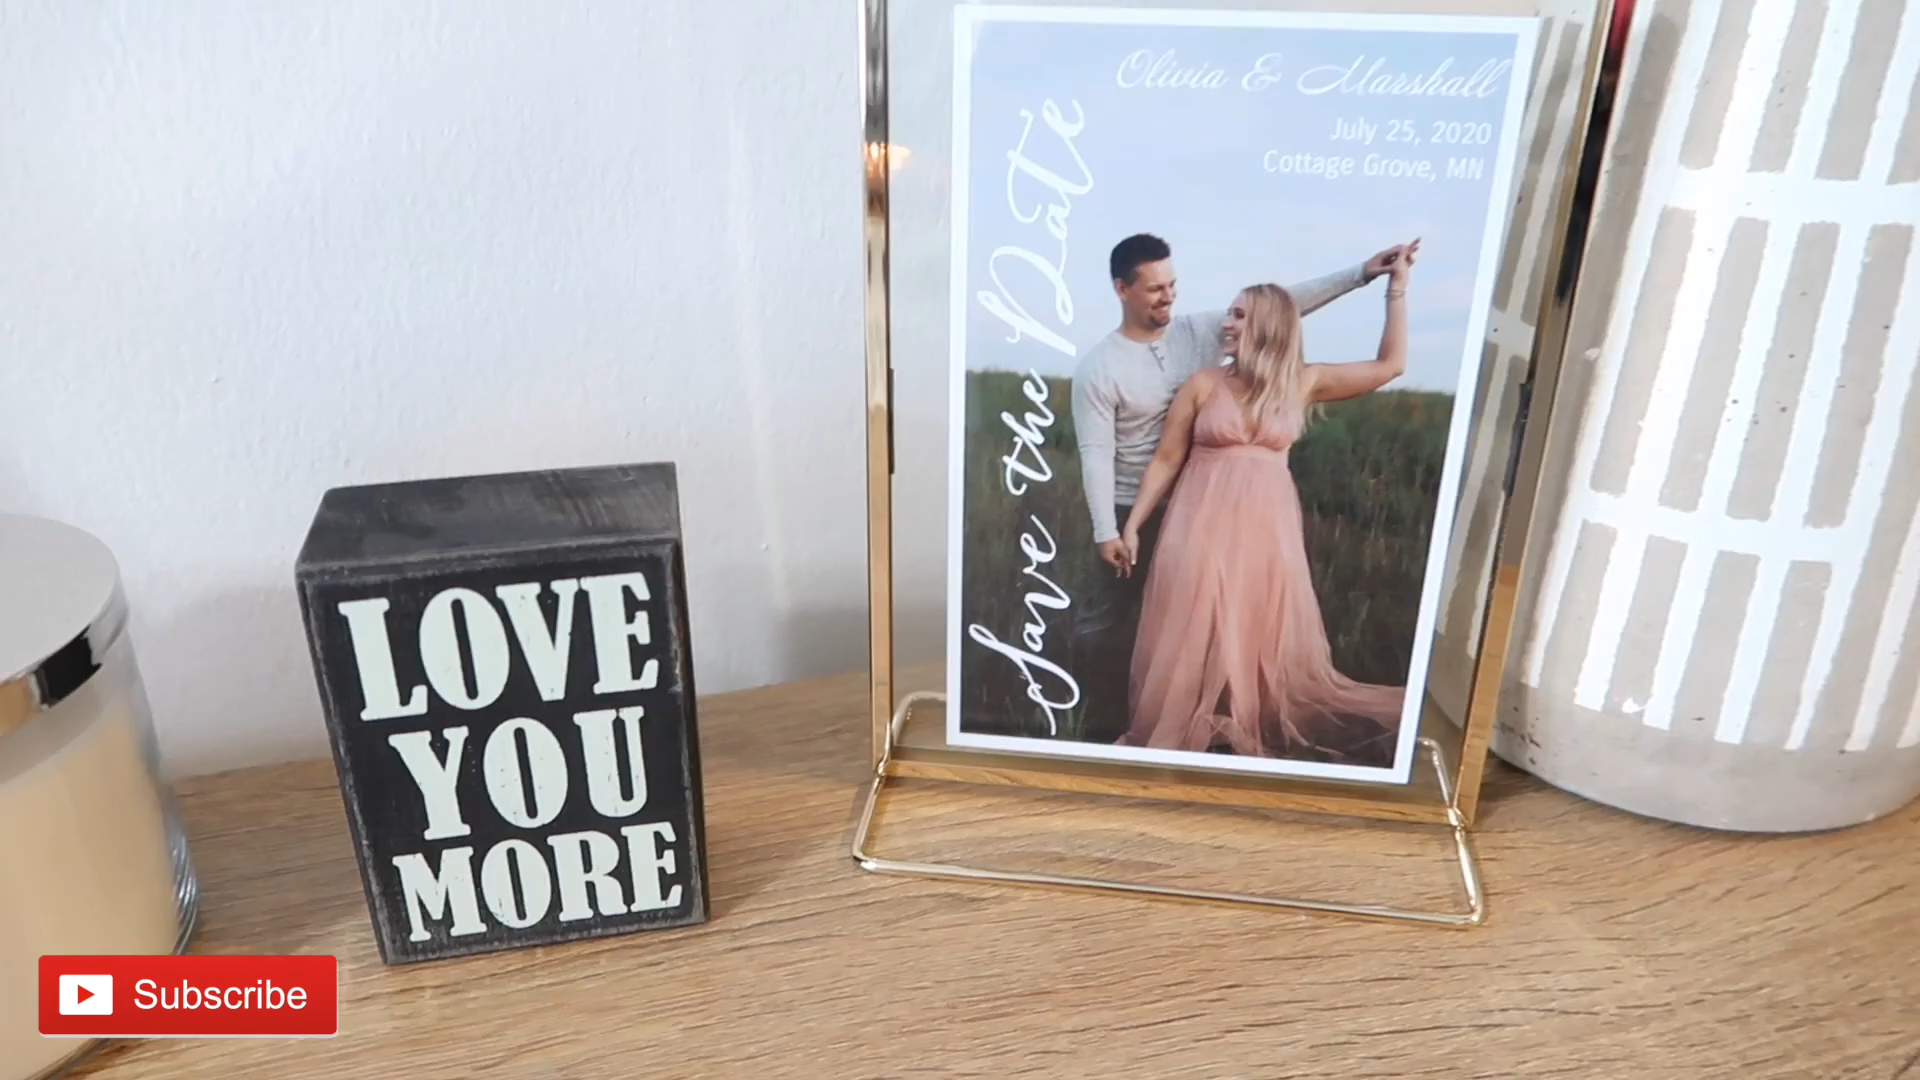 Olivia & Marshall
July 25, 2020
Cottage Grove, MN
Save the Date
LOVE
YOU
MORE
Subscribe